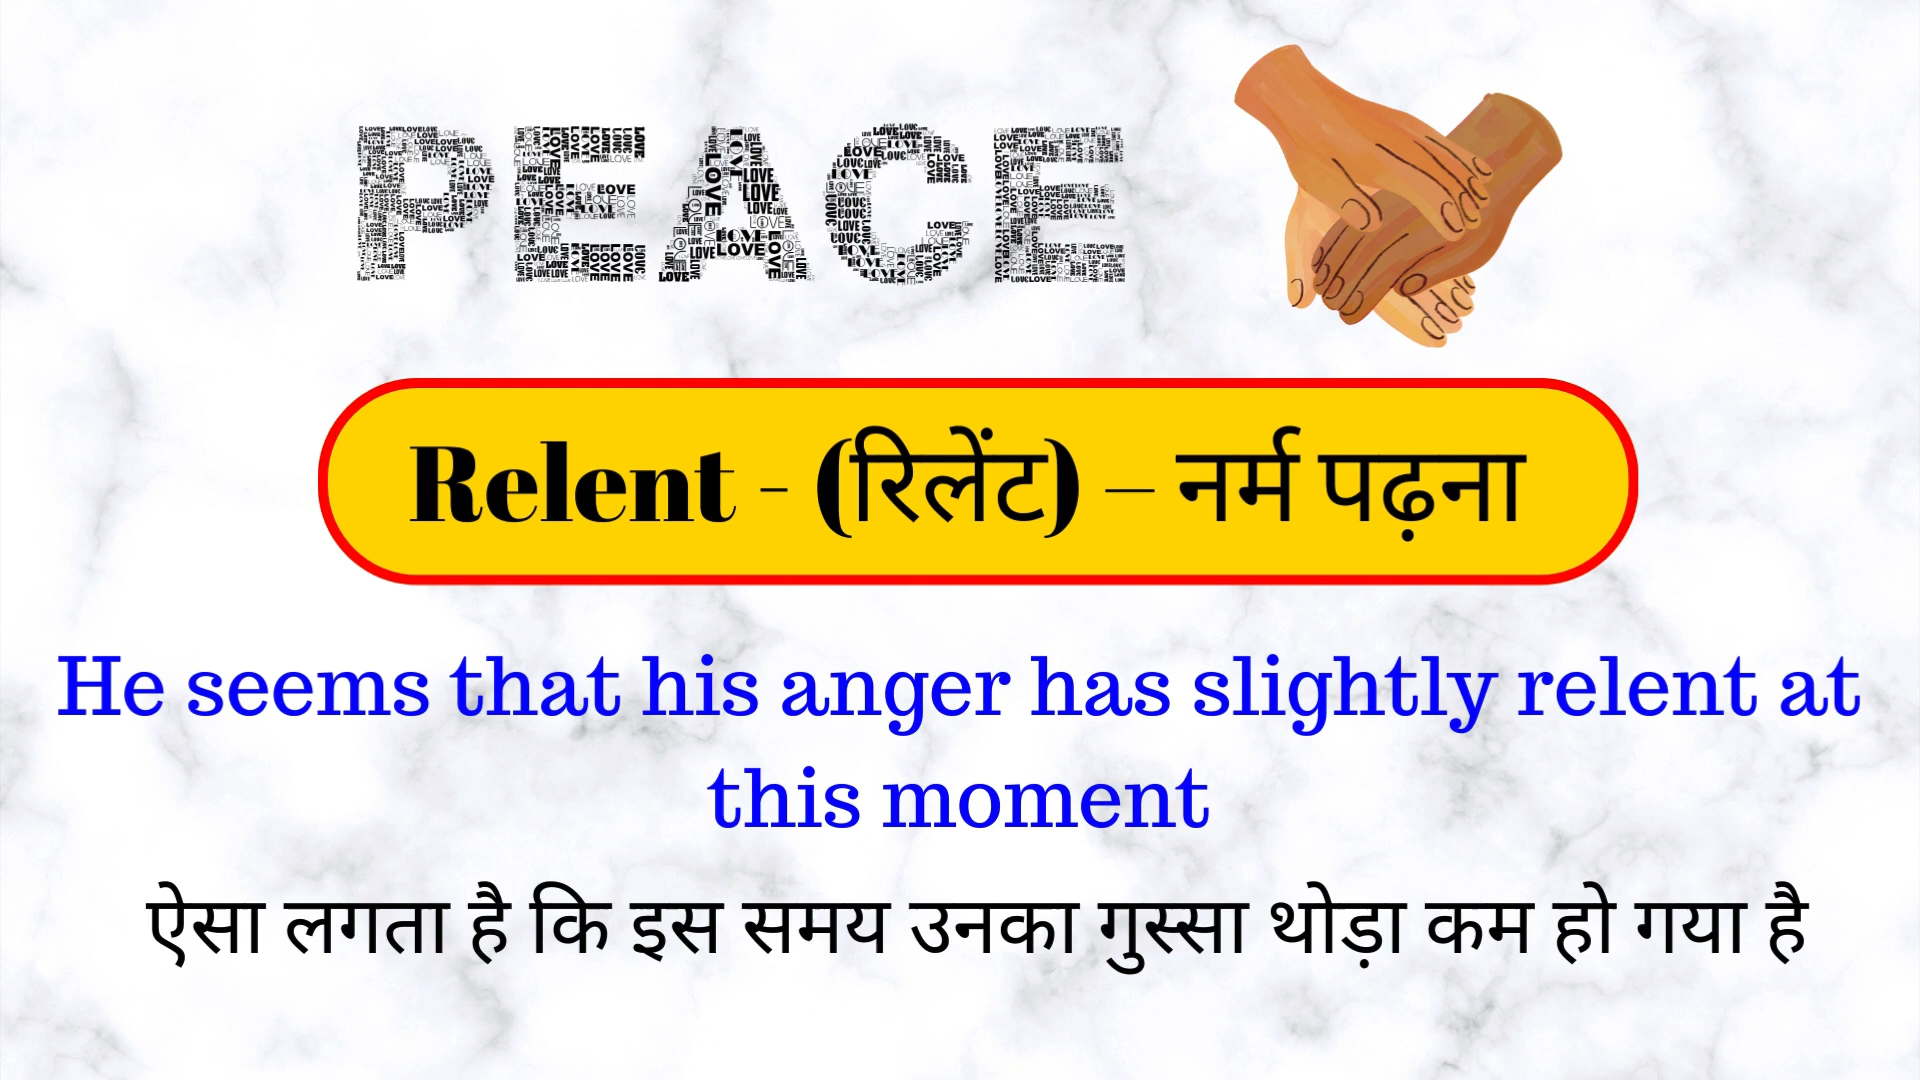 PEACE
Relent - (रिलेंट) – नर्म पढ़ना
He seems that his anger has slightly relent at
this moment
ऐसा लगता है कि इस समय उनका गुस्सा थोड़ा कम हो गया है